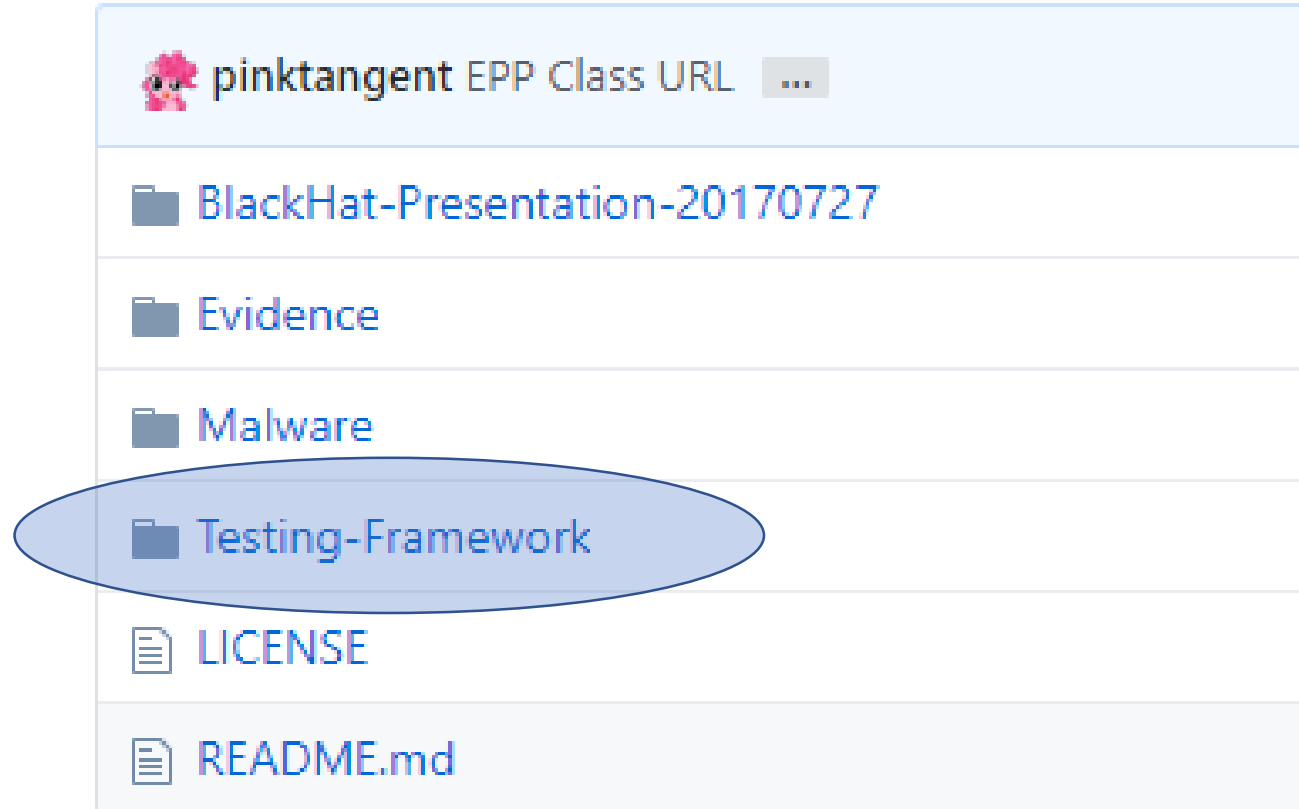 pinktangent EPP Class URL ...
BlackHat-Presentation-20170727
Evidence
Malware
Testing-Framework
LICENSE
README.md